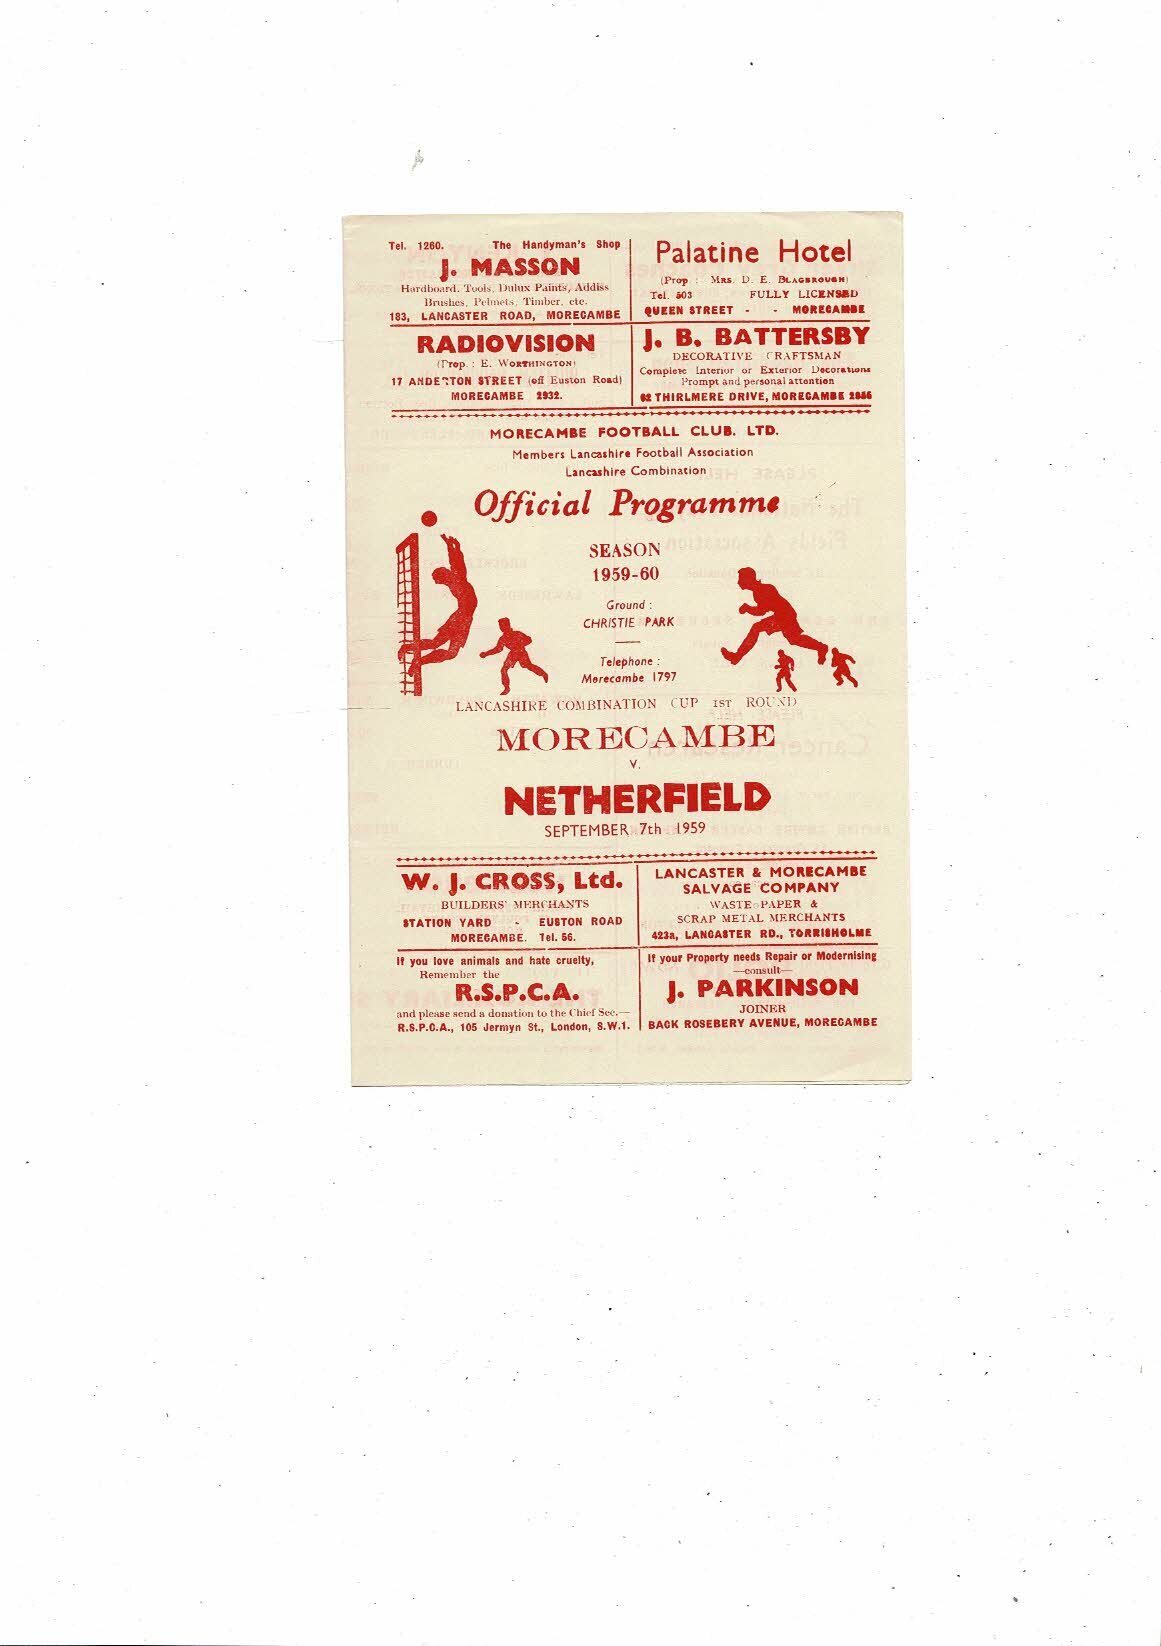 Tel. 1260. The Handyman's Shop
J. MASSON
Hardboard, Tools, Dulux Paints, Addiss
Brushes, Pelmets, Timber, etc.
183, LANCASTER ROAD, MORECAMBE
Palatine Hotel
(Prop : MRS. D. E. BLAGBROUGH)
Tel. 503 FULLY LICENSED
QUEEN STREET - - MORECAMBE
RADIOVISION
(Prop. : E. WORTHINGTON)
17 ANDERTON STREET (off Euston Road)
MORECAMBE 2932.
J. B. BATTERSBY
DECORATIVE CRAFTSMAN
Complete Interior or Exterior Decorations
Prompt and personal attention
62 THIRLMERE DRIVE, MORECAMBE
MORECAMBE FOOTBALL CLUB. LTD.
Members Lancashire Football Association
Lancashire Combination
Official Programme
SEASON
1959-60
Ground :
CHRISTIE PARK
Telephone :
Morecambe 1797
LANCASHIRE COMBINATION CUP 1ST ROUND
MORECAMBE
V.
NETHERFIELD
SEPTEMBER 7th 1959
W. J. CROSS, Ltd.
BUILDERS' MERCHANTS
STATION YARD - EUSTON ROAD
MORECAMBE. Tel. 56.
LANCASTER & MORECAMBE
SALVAGE COMPANY
WASTE PAPER &
SCRAP METAL MERCHANTS
423a, LANCASTER RD., TORRISHOLME
If you love animals and hate cruelty,
Remember the
R.S.P.C.A.
and please send a donation to the Chief Sec.—
R.S.P.C.A., 105 Jermyn St., London, S.W.1.
If your Property needs Repair or Modernising
—consult—
J. PARKINSON
JOINER
BACK ROSEBERY AVENUE, MORECAMBE